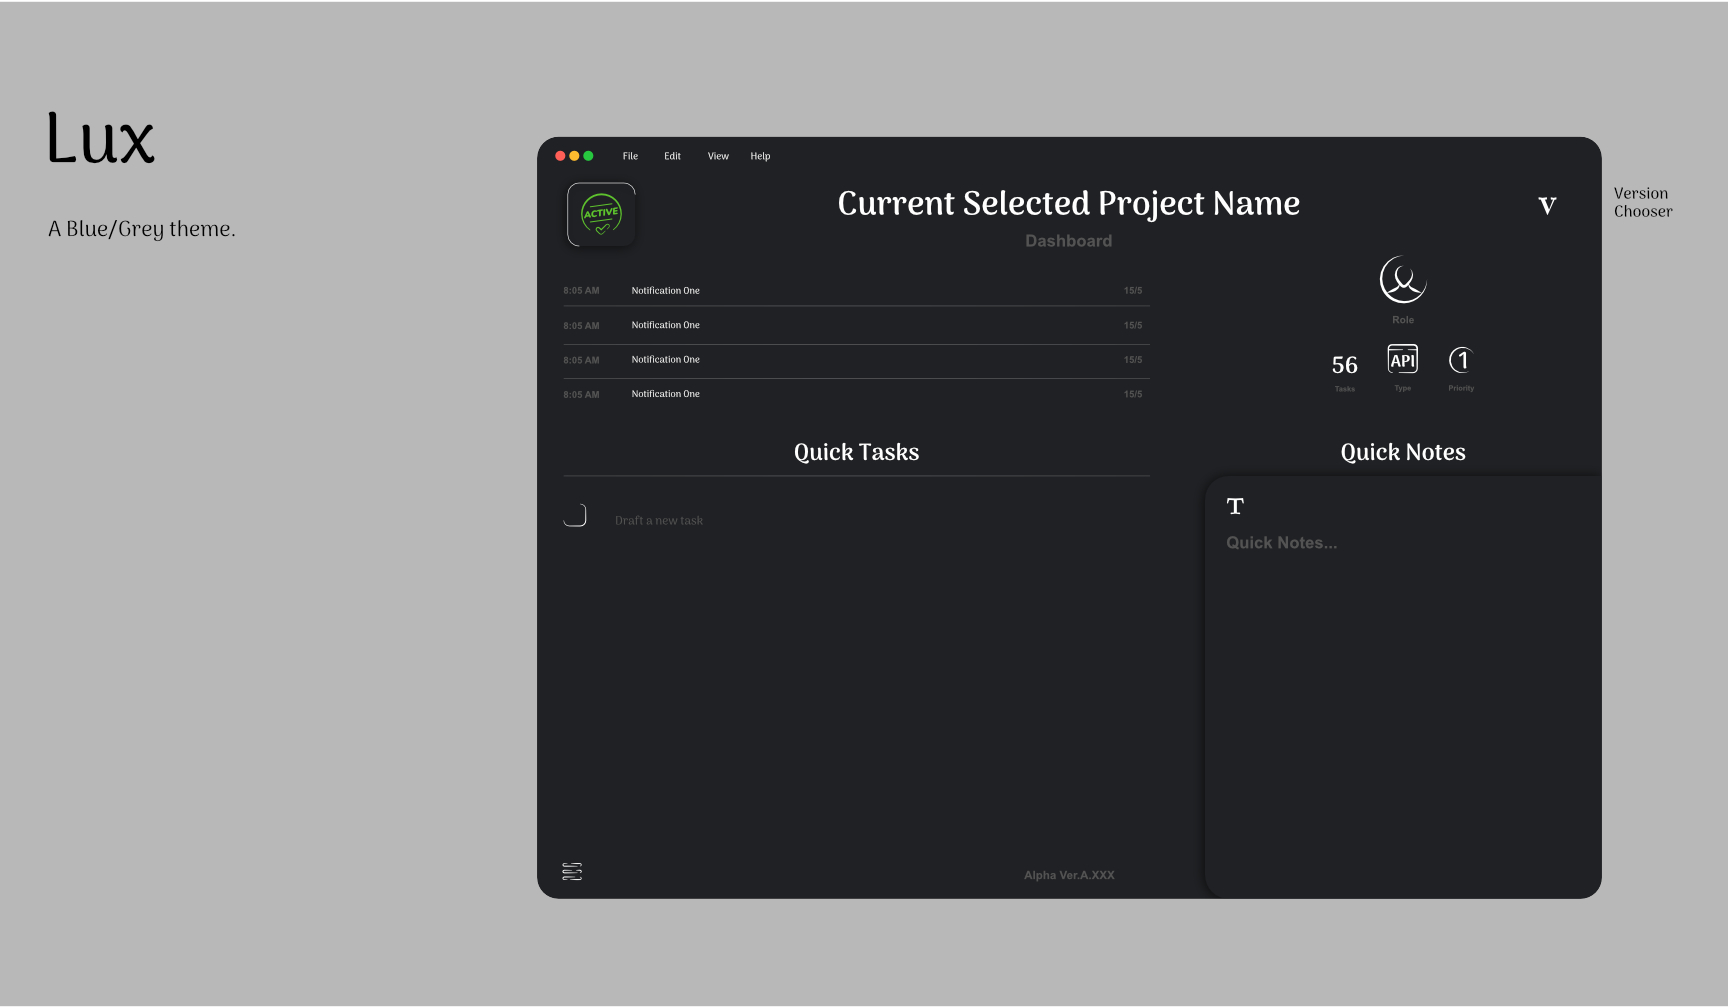 Lux
A Blue/Grey theme.
File Edit View Help
ACTIVE
Current Selected Project Name
V
Version
Chooser
Dashboard
8:05 AM Notification One 15/5
8:05 AM Notification One 15/5
8:05 AM Notification One 15/5
8:05 AM Notification One 15/5
Role
56 API 1
Tasks Type Priority
Quick Tasks
Draft a new task
Quick Notes
T
Quick Notes...
Alpha Ver.A.XXX